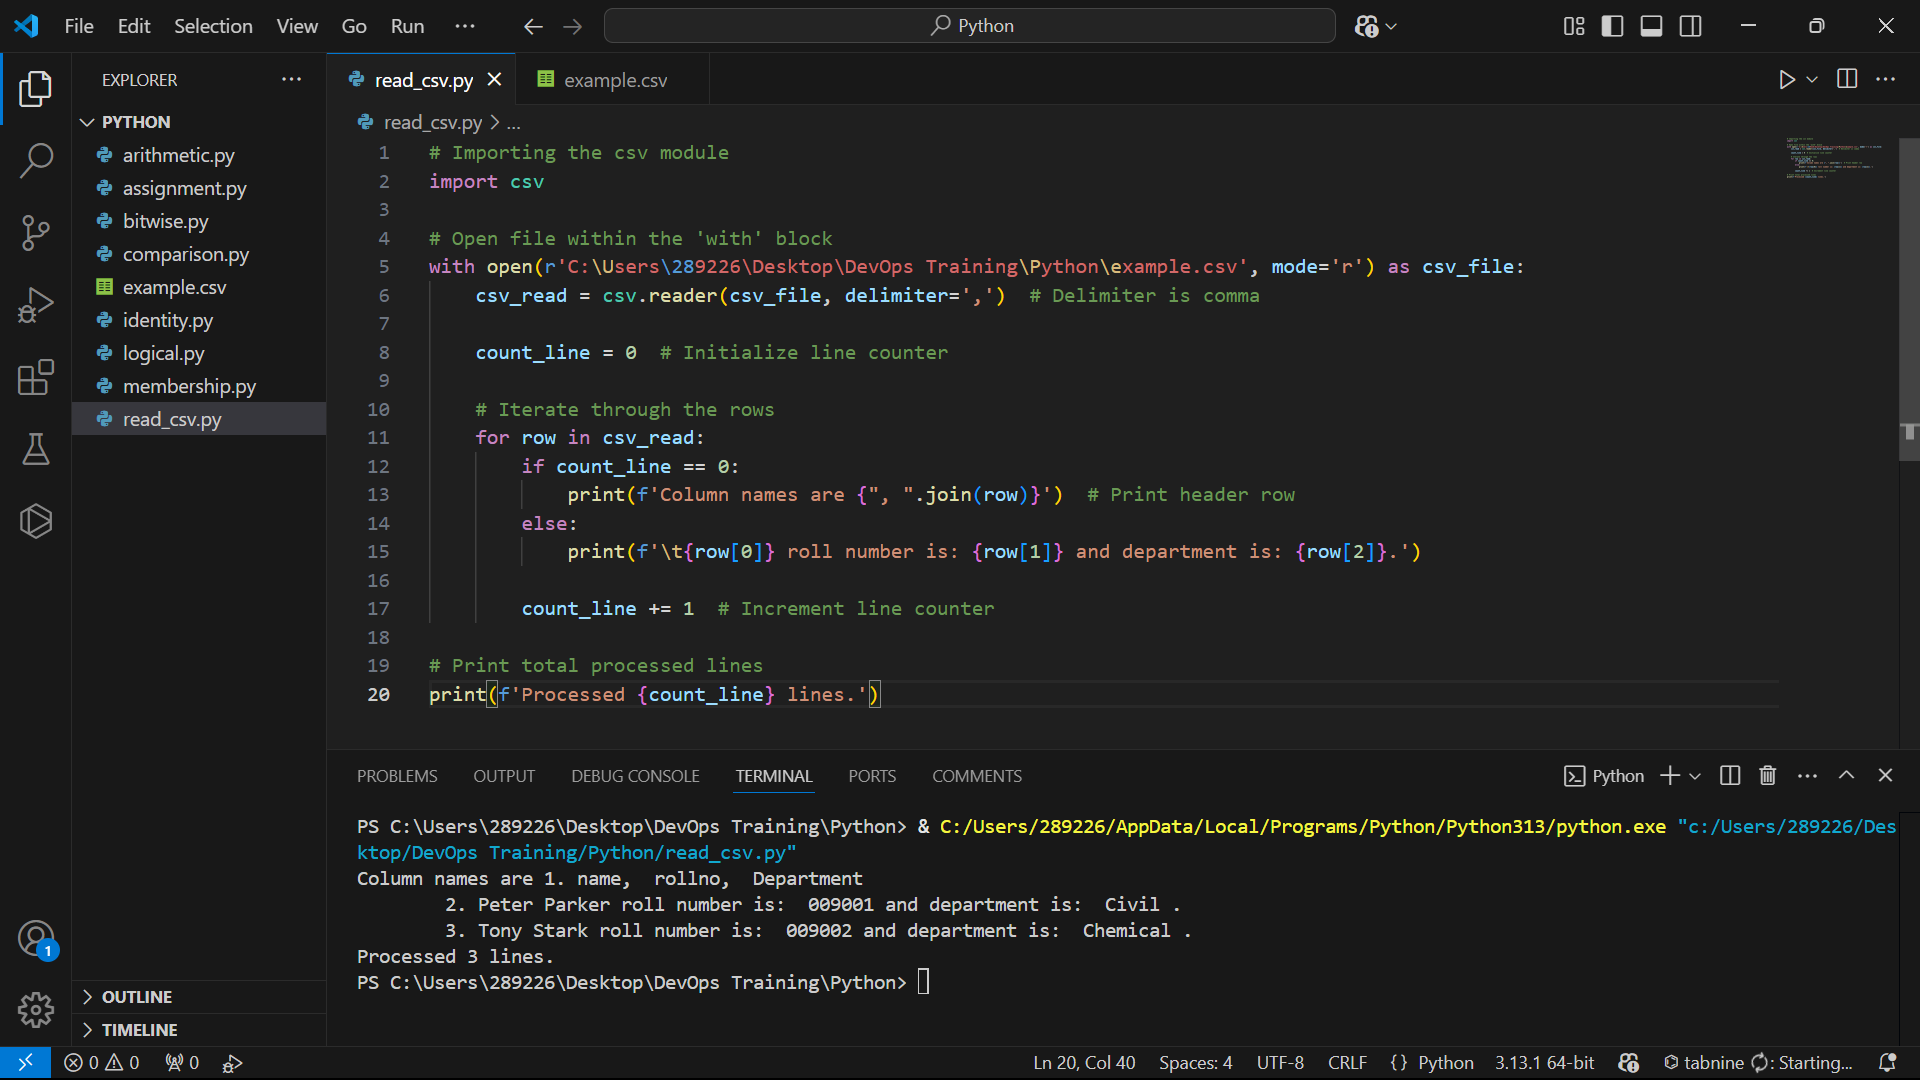 File Edit Selection View Go Run ··· Python
EXPLORER ···
PYTHON
arithmetic.py
assignment.py
bitwise.py
comparison.py
example.csv
identity.py
logical.py
membership.py
read_csv.py
OUTLINE
TIMELINE
1
read_csv.py example.csv
read_csv.py > ...
1 # Importing the csv module
2 import csv
3
4 # Open file within the 'with' block
5 with open(r'C:\Users\289226\Desktop\DevOps Training\Python\example.csv', mode='r') as csv_file:
6 csv_read = csv.reader(csv_file, delimiter=',') # Delimiter is comma
7
8 count_line = 0 # Initialize line counter
9
10 # Iterate through the rows
11 for row in csv_read:
12 if count_line == 0:
13 print(f'Column names are {", ".join(row)}') # Print header row
14 else:
15 print(f'\t{row[0]} roll number is: {row[1]} and department is: {row[2]}.')
16
17 count_line += 1 # Increment line counter
18
19 # Print total processed lines
20 print(f'Processed {count_line} lines.')
PROBLEMS OUTPUT DEBUG CONSOLE TERMINAL PORTS COMMENTS Python
PS C:\Users\289226\Desktop\DevOps Training\Python> & C:/Users/289226/AppData/Local/Programs/Python/Python313/python.exe "c:/Users/289226/Des
ktop/DevOps Training/Python/read_csv.py"
Column names are 1. name,  rollno,  Department
2. Peter Parker roll number is:  009001 and department is:  Civil .
3. Tony Stark roll number is:  009002 and department is:  Chemical .
Processed 3 lines.
PS C:\Users\289226\Desktop\DevOps Training\Python>
0 0 0 Ln 20, Col 40 Spaces: 4 UTF-8 CRLF {} Python 3.13.1 64-bit tabnine : Starting...